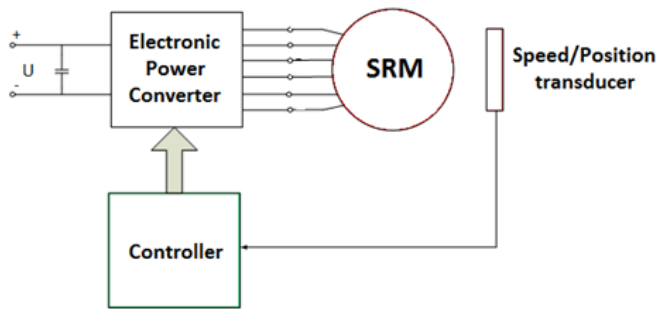 +
U
-
Electronic
Power
Converter
SRM
Speed/Position
transducer
Controller